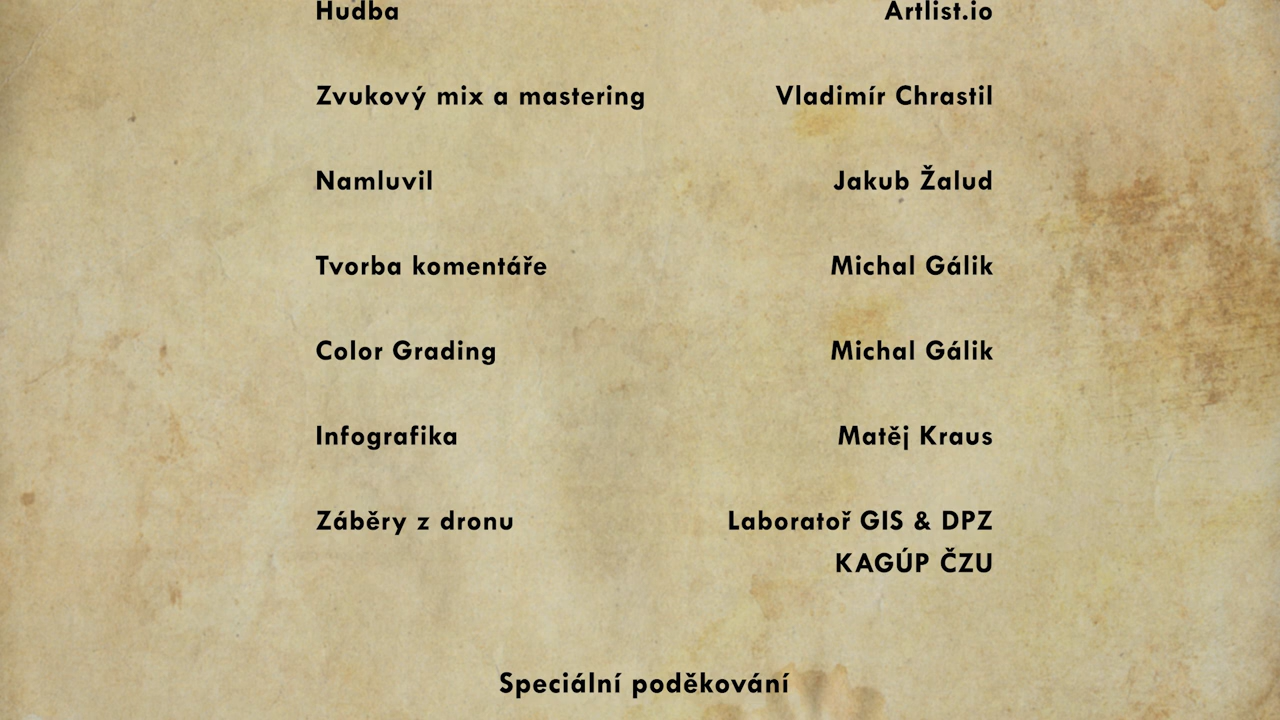 Hudba Artlist.io
Zvukový mix a mastering Vladimír Chrastil
Namluvil Jakub Žalud
Tvorba komentáře Michal Gálik
Color Grading Michal Gálik
Infografika Matěj Kraus
Záběry z dronu Laboratoř GIS & DPZ
KAGÚP ČZU
Speciální poděkování